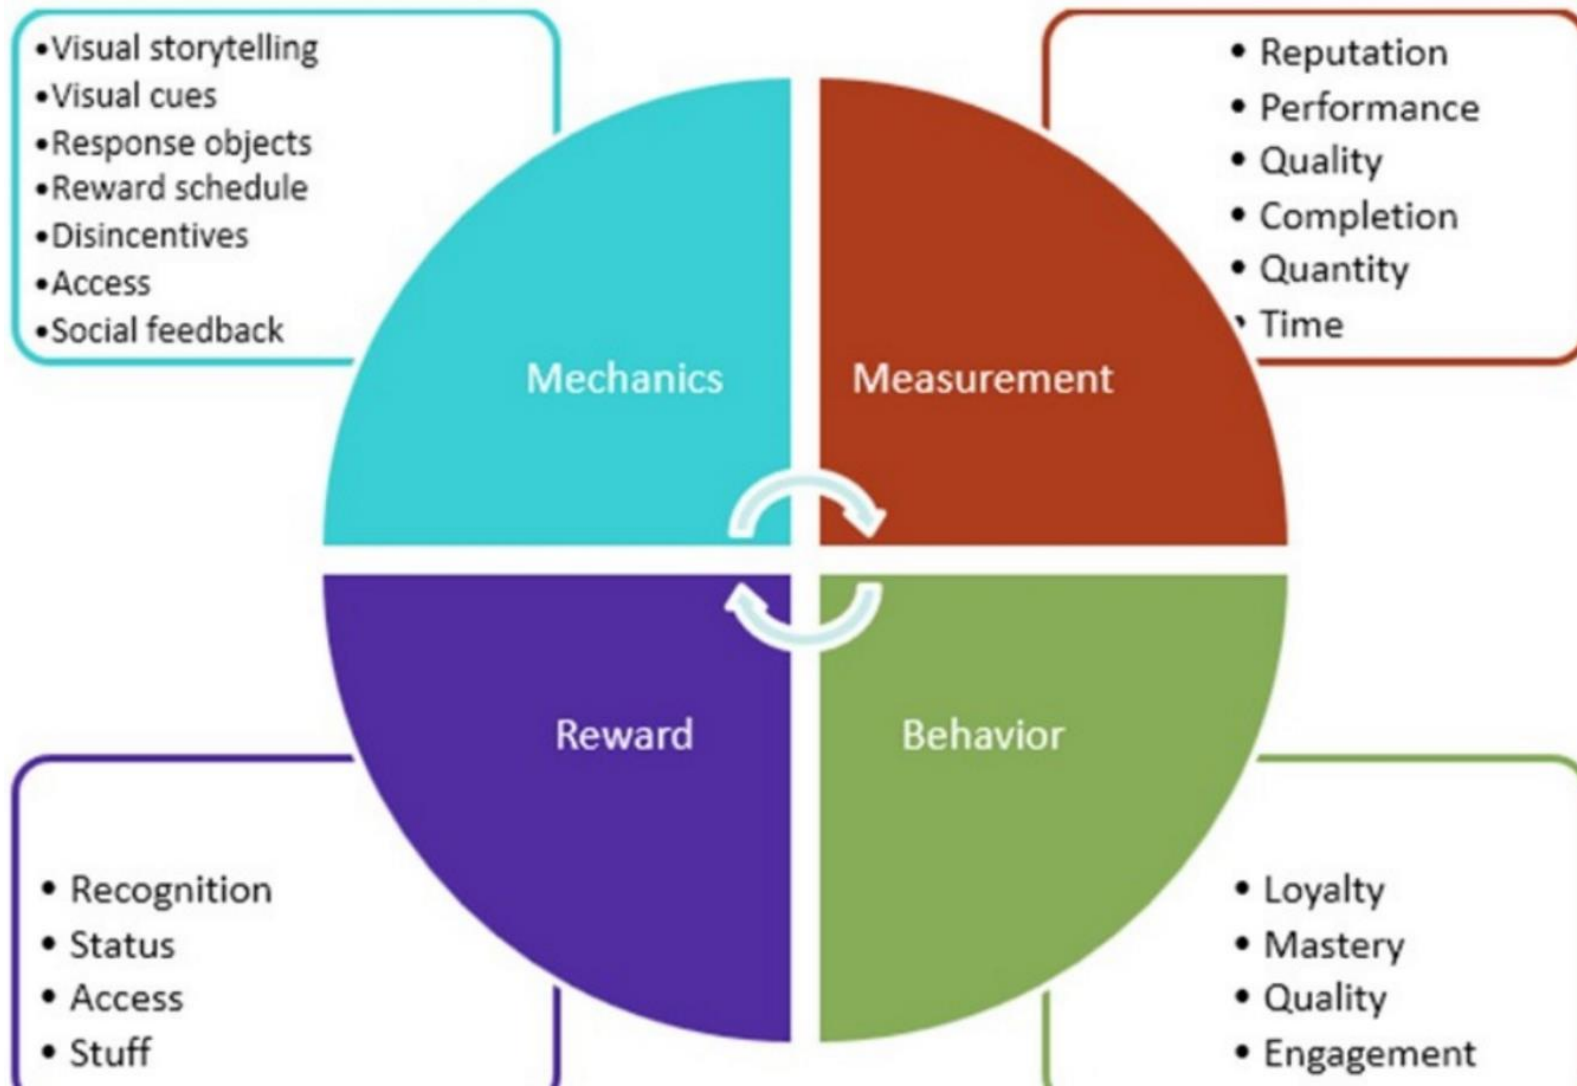 •Visual storytelling
•Visual cues
•Response objects
•Reward schedule
•Disincentives
•Access
•Social feedback
• Reputation
• Performance
• Quality
• Completion
• Quantity
• Time
Mechanics
Measurement
Reward
Behavior
• Recognition
• Status
• Access
• Stuff
• Loyalty
• Mastery
• Quality
• Engagement